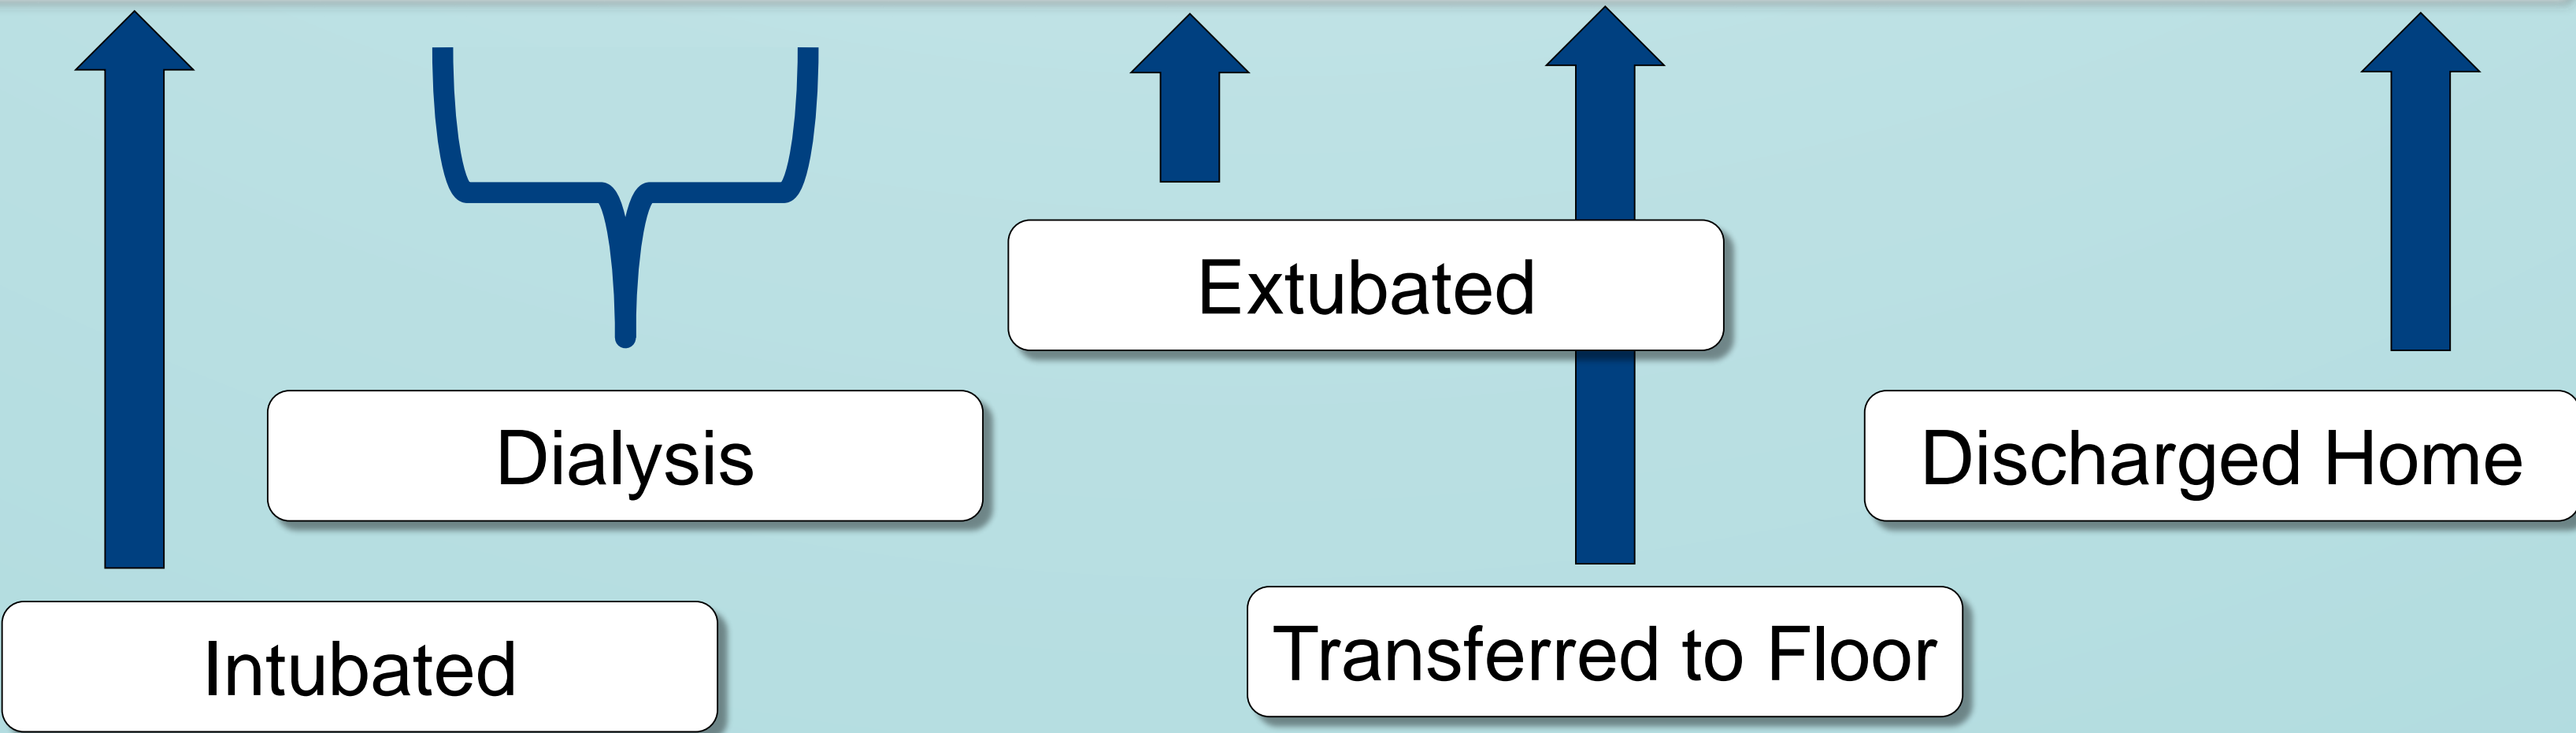 Extubated
Dialysis
Discharged Home
Intubated
Transferred to Floor